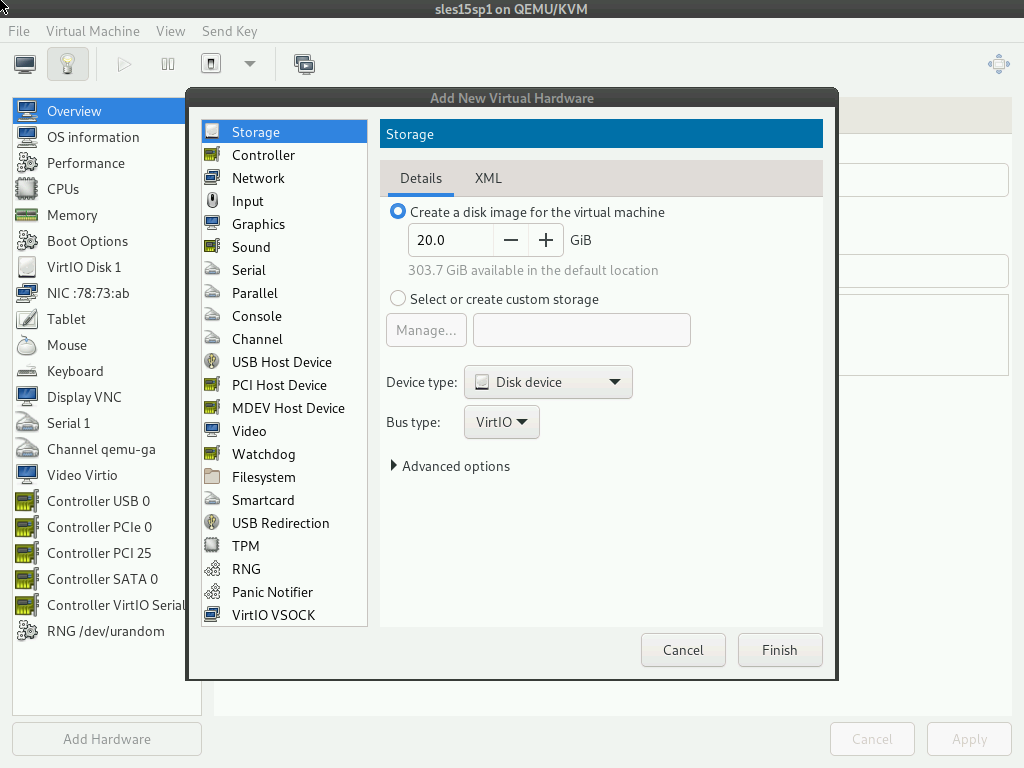 sles15sp1 on QEMU/KVM
File Virtual Machine View Send Key
Add New Virtual Hardware
Overview
OS information
Performance
CPUs
Memory
Boot Options
VirtIO Disk 1
NIC :78:73:ab
Tablet
Mouse
Keyboard
Display VNC
Serial 1
Channel qemu-ga
Video Virtio
Controller USB 0
Controller PCIe 0
Controller PCI 25
Controller SATA 0
Controller VirtIO Serial
RNG /dev/urandom
Storage
Controller
Network
Input
Graphics
Sound
Serial
Parallel
Console
Channel
USB Host Device
PCI Host Device
MDEV Host Device
Video
Watchdog
Filesystem
Smartcard
USB Redirection
TPM
RNG
Panic Notifier
VirtIO VSOCK
Storage
Details XML
Create a disk image for the virtual machine
20.0 GiB
303.7 GiB available in the default location
Select or create custom storage
Manage...
Device type: Disk device
Bus type: VirtIO
Advanced options
Cancel Finish
Add Hardware Cancel Apply